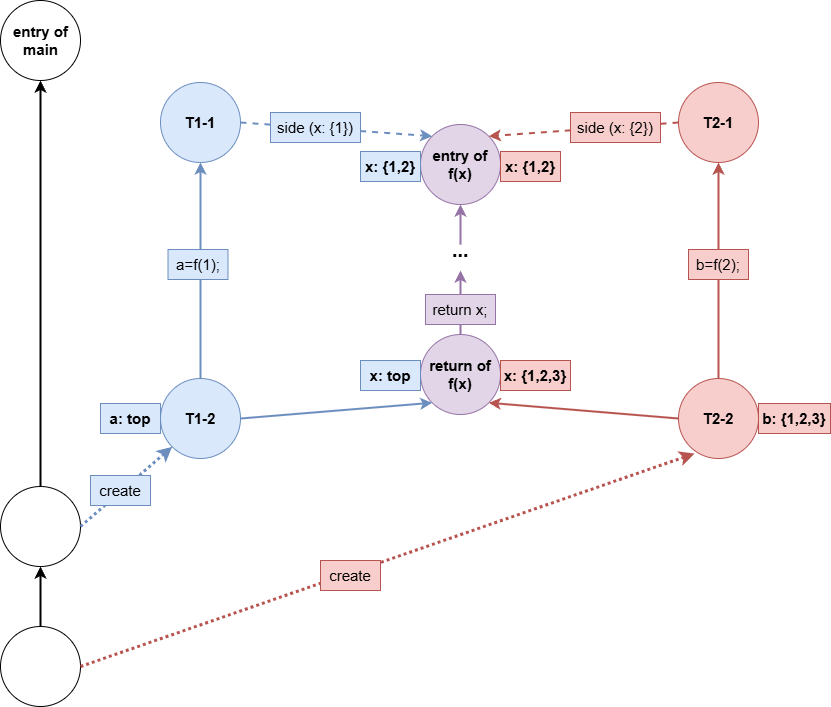 entry of
main
T1-1
side (x: {1})
side (x: {2})
T2-1
entry of
f(x)
x: {1,2}
x: {1,2}
a=f(1);
...
b=f(2);
return x;
x: top
return of
f(x)
x: {1,2,3}
a: top
T1-2
T2-2
b: {1,2,3}
create
create